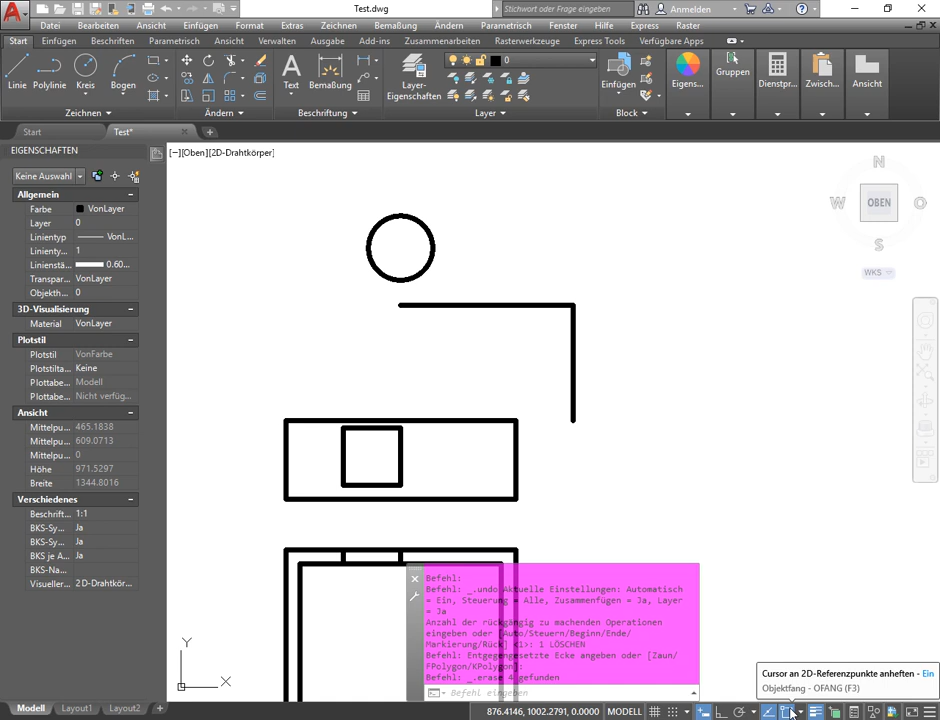 Test.dwg
Stichwort oder Frage eingeben
Anmelden
Datei Bearbeiten Ansicht Einfügen Format Extras Zeichnen Bemaßung Ändern Parametrisch Fenster Hilfe Express Raster
Start Einfügen Beschriften Parametrisch Ansicht Verwalten Ausgabe Add-ins Zusammenarbeiten Rasterwerkzeuge Express Tools Verfügbare Apps
0
Linie Polylinie Kreis Bogen Text Bemaßung Layer-Eigenschaften Einfügen Eigens... Gruppen Dienstpr... Zwisch... Ansicht
Zeichnen Ändern Beschriftung Layer Block
Start Test* +
EIGENSCHAFTEN
[−][Oben][2D-Drahtkörper]
Keine Auswahl
Allgemein
Farbe VonLayer
Layer 0
Linientyp VonL...
Linienty... 1
Linienstä... 0.60...
Transpar... VonLayer
Objekth... 0
3D-Visualisierung
Material VonLayer
Plotstil
Plotstil VonFarbe
Plotstilta... Keine
Plottabe... Modell
Plottabe... Nicht verfüg...
Ansicht
Mittelpu... 465.1838
Mittelpu... 609.0713
Mittelpu... 0
Höhe 971.5297
Breite 1344.8016
Verschiedenes
Beschrift... 1:1
BKS-Sy... Ja
BKS je A... Ja
BKS-Sy... Ja
BKS-Na...
Visueller... 2D-Drahtkör...
N
W OBEN O
S
WKS
Y
X
Befehl:
Befehl: _.undo Aktuelle Einstellungen: Automatisch
= Ein, Steuerung = Alle, Zusammenfügen = Ja, Layer
= Ja
Anzahl der rückgängig zu machenden Operationen
eingeben oder [Auto/Steuern/Beginn/Ende/
Markierung/Rück] <1>: 1 LÖSCHEN
Befehl: Entgegengesetzte Ecke angeben oder [Zaun/
FPolygon/KPolygon]:
Befehl: _.erase 4 gefunden
Befehl eingeben
Cursor an 2D-Referenzpunkte anheften - Ein
Objektfang - OFANG (F3)
Modell Layout1 Layout2 +
876.4146, 1002.2791, 0.0000 MODELL